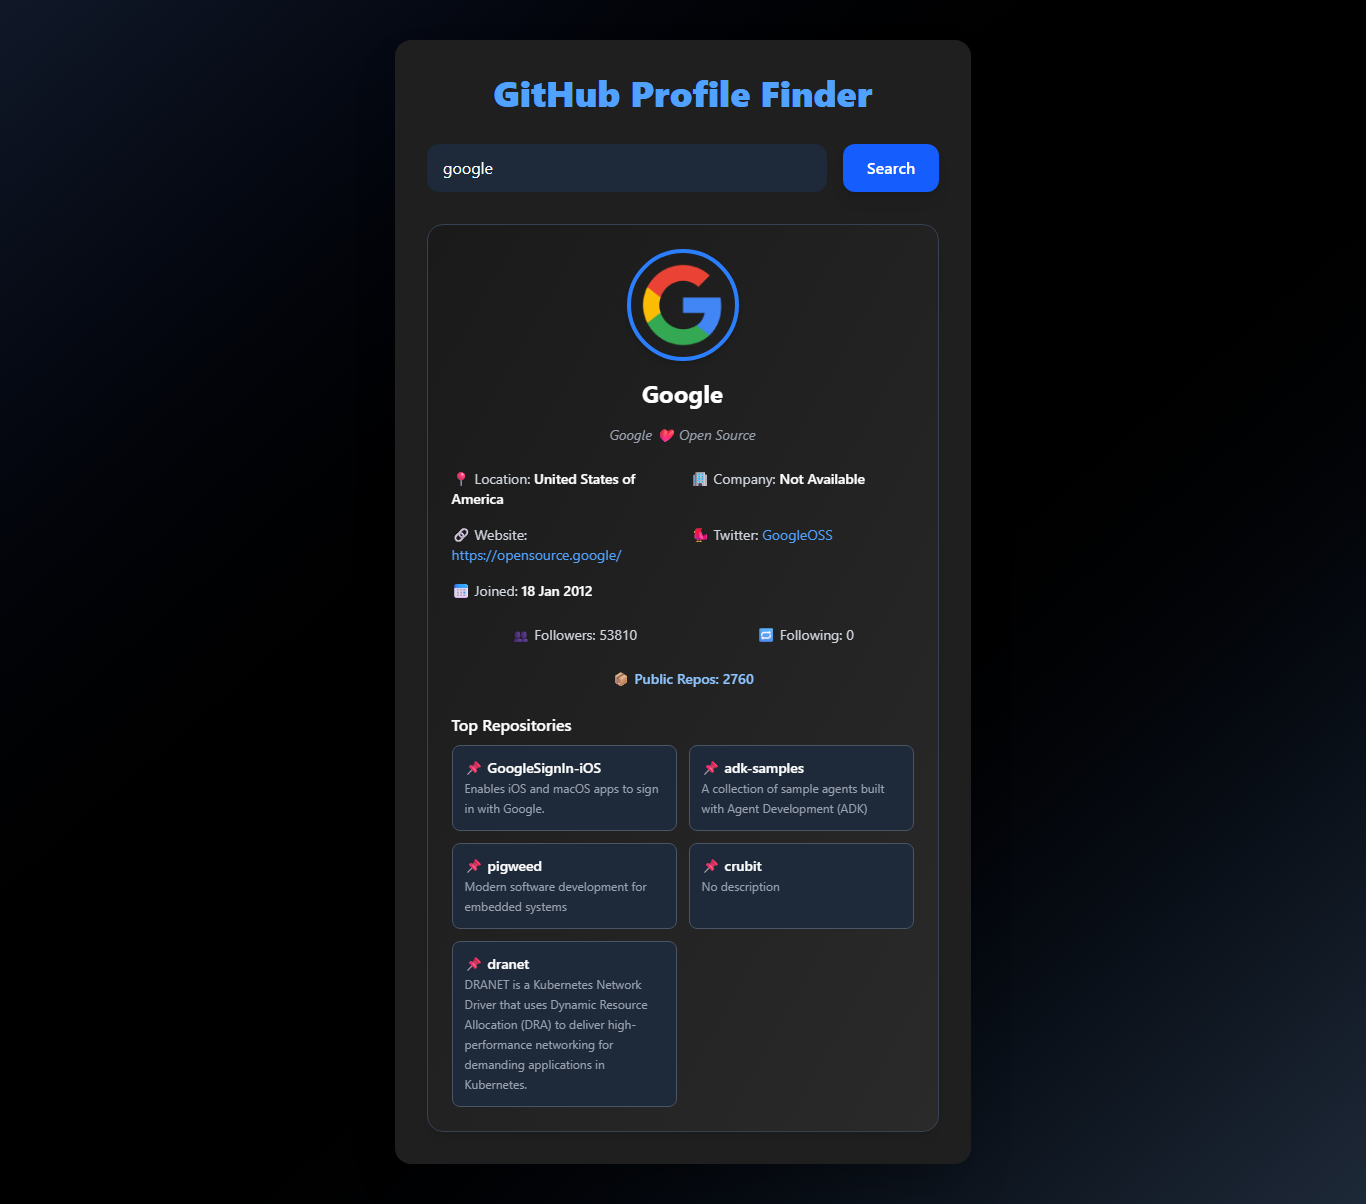 GitHub Profile Finder
google
Search
Google
Google ❤️ Open Source
📍 Location: United States of
America
🏢 Company: Not Available
🔗 Website:
https://opensource.google/
🐦 Twitter: GoogleOSS
📅 Joined: 18 Jan 2012
👥 Followers: 53810
🔁 Following: 0
📦 Public Repos: 2760
Top Repositories
📌 GoogleSignIn-iOS
Enables iOS and macOS apps to sign
in with Google.
📌 adk-samples
A collection of sample agents built
with Agent Development (ADK)
📌 pigweed
Modern software development for
embedded systems
📌 crubit
No description
📌 dranet
DRANET is a Kubernetes Network
Driver that uses Dynamic Resource
Allocation (DRA) to deliver high-
performance networking for
demanding applications in
Kubernetes.